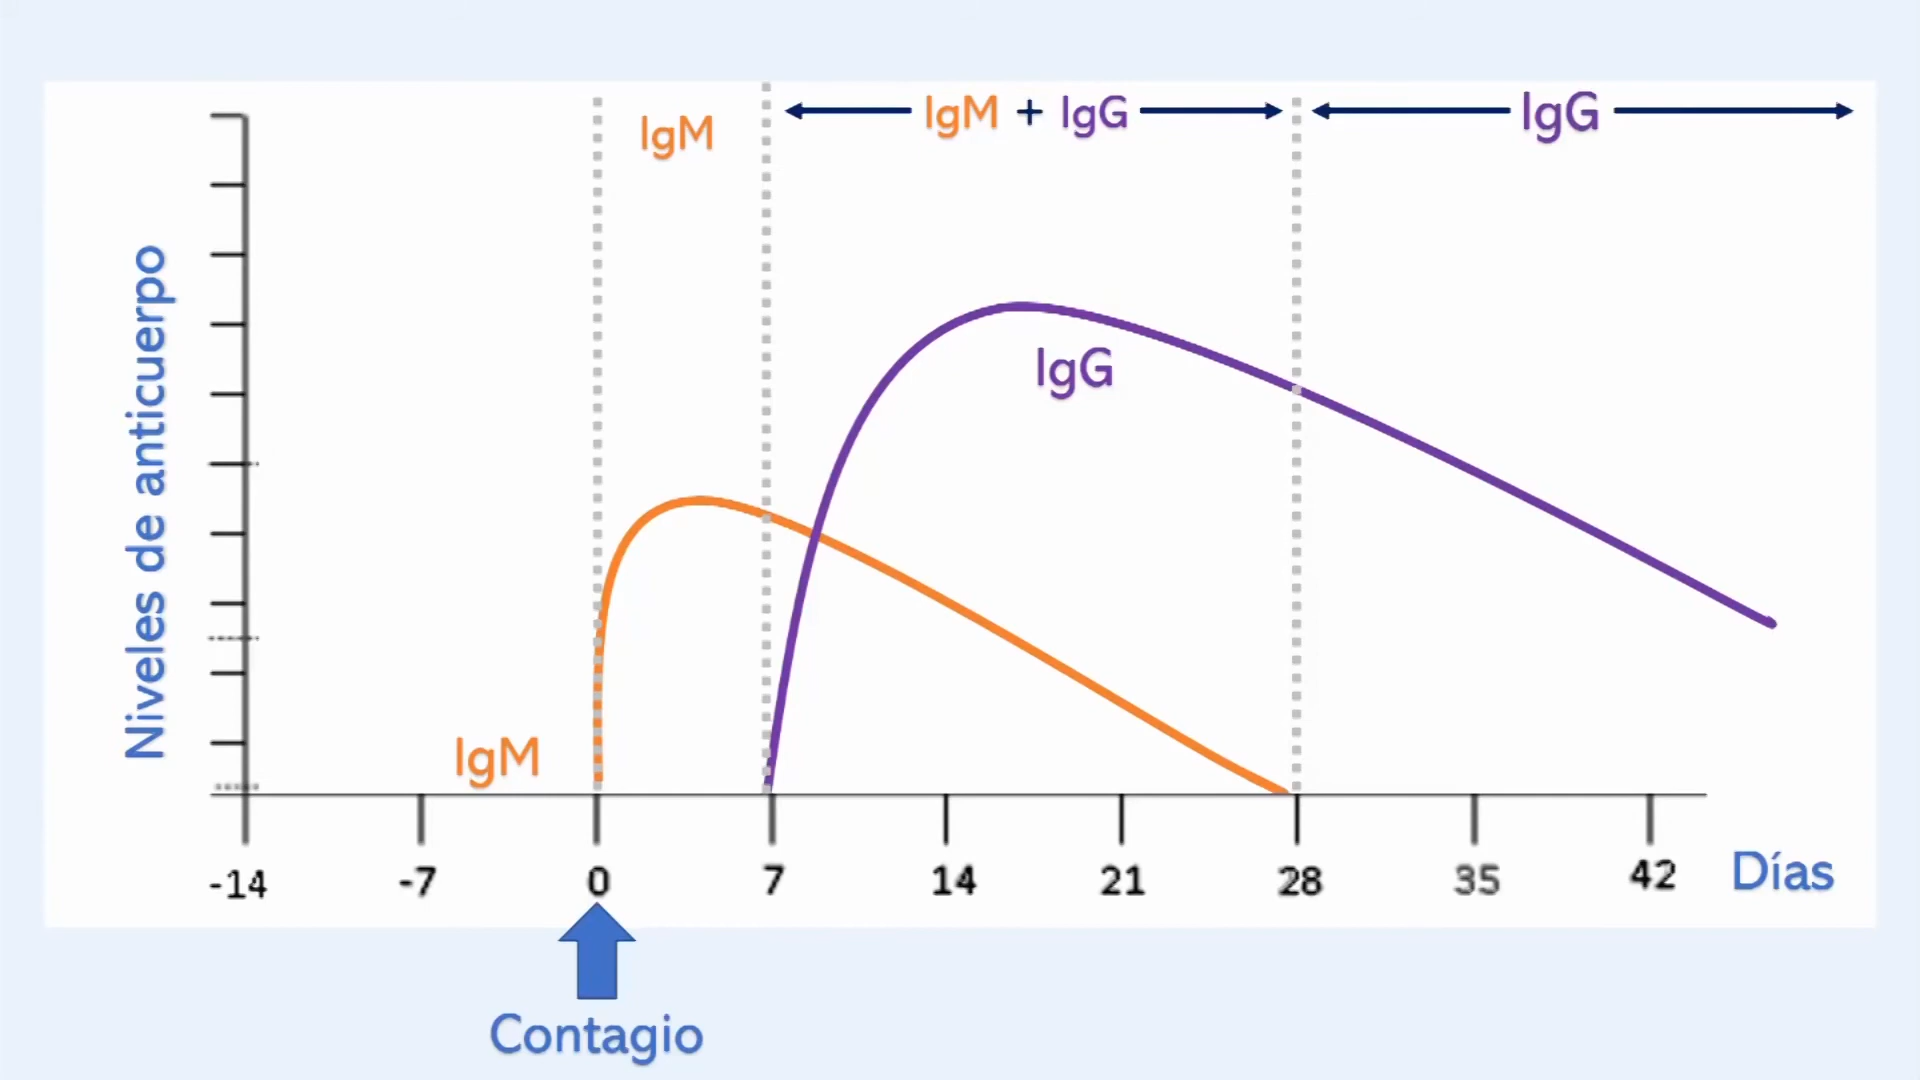 IgM
IgM + IgG
IgG
Niveles de anticuerpo
IgG
IgM
-14 -7 0 7 14 21 28 35 42 Días
Contagio